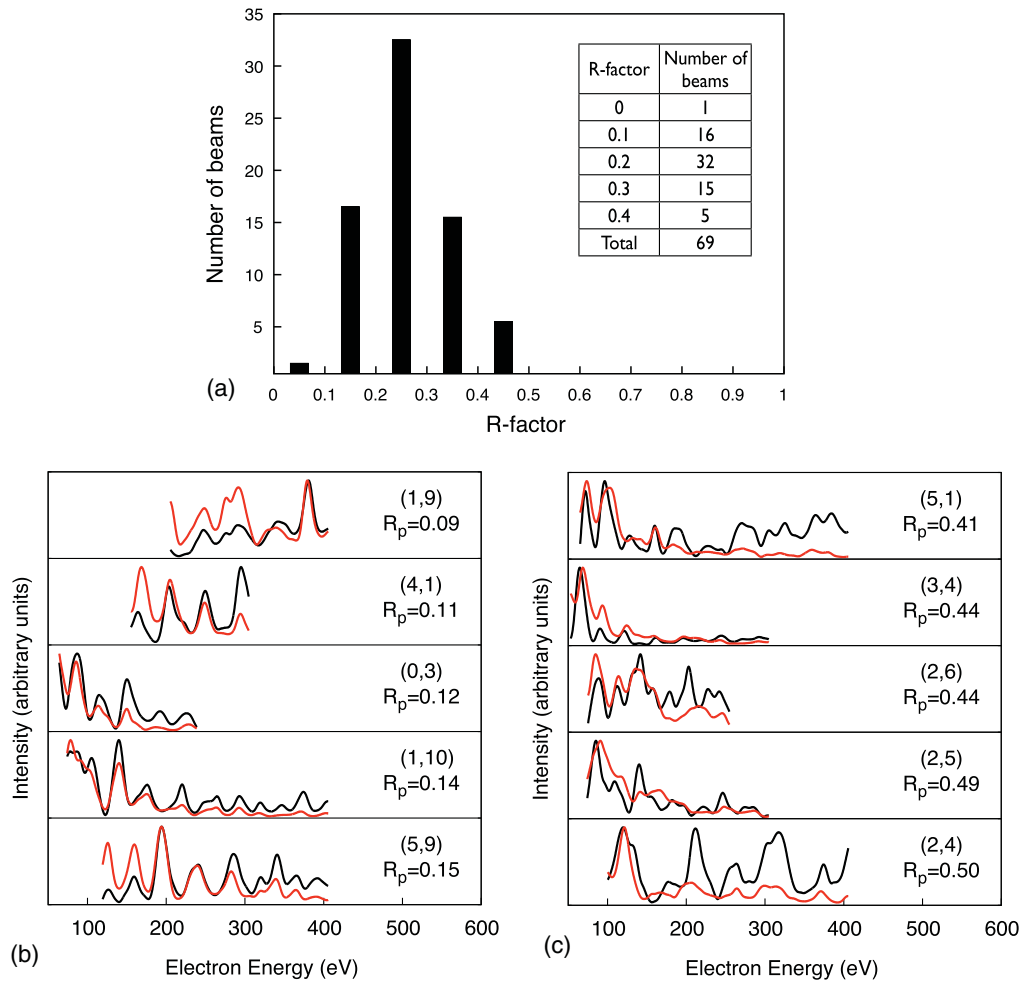 35
30
25
20
15
10
5
Number of beams
R-factor Number of beams
0 1
0.1 16
0.2 32
0.3 15
0.4 5
Total 69
0 0.1 0.2 0.3 0.4 0.5 0.6 0.7 0.8 0.9 1
R-factor
(a)
Intensity (arbitrary units)
(1,9)
Rp=0.09
(4,1)
Rp=0.11
(0,3)
Rp=0.12
(1,10)
Rp=0.14
(5,9)
Rp=0.15
100 200 300 400 500 600
Electron Energy (eV)
(b)
Intensity (arbitrary units)
(5,1)
Rp=0.41
(3,4)
Rp=0.44
(2,6)
Rp=0.44
(2,5)
Rp=0.49
(2,4)
Rp=0.50
100 200 300 400 500 600
Electron Energy (eV)
(c)